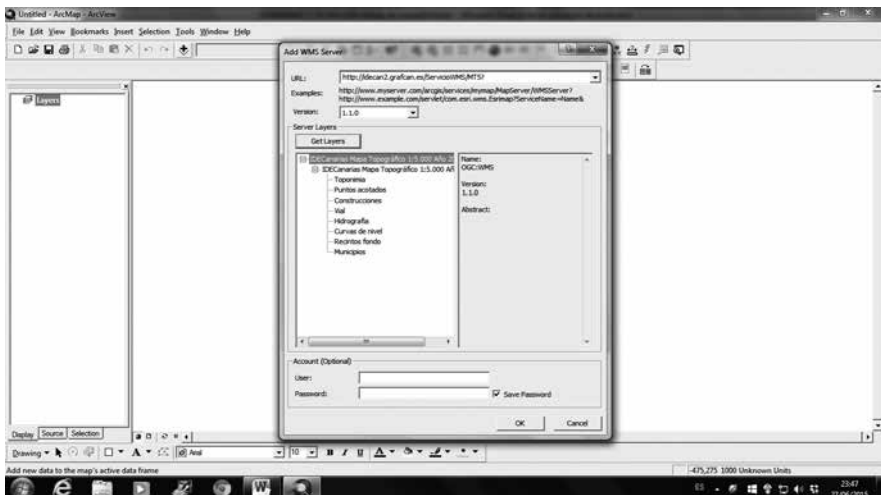 Untitled - ArcMap - ArcView
File Edit View Bookmarks Insert Selection Tools Window Help
Layers
Add WMS Server
URL: http://idecan2.grafcan.es/ServicioWMS/MT5?
Examples: http://www.myserver.com/arcgis/services/mymap/MapServer/WMSServer?
http://www.example.com/servlet/com.esri.wms.Esrimap?ServiceName=Name&
Version: 1.1.0
Server Layers
Get Layers
IDECanarias Mapa Topográfico 1:5.000 Año 2
IDECanarias Mapa Topográfico 1:5.000 Añ
Toponimia
Puntos acotados
Construcciones
Vial
Hidrografía
Curvas de nivel
Recintos fondo
Municipios
Name:
OGC:WMS
Version:
1.1.0
Abstract:
Account (Optional)
User:
Password:
Save Password
OK Cancel
Display Source Selection
Drawing A Arial 10 B I U A
Add new data to the map's active data frame
-475,275 1000 Unknown Units
ES 23:47